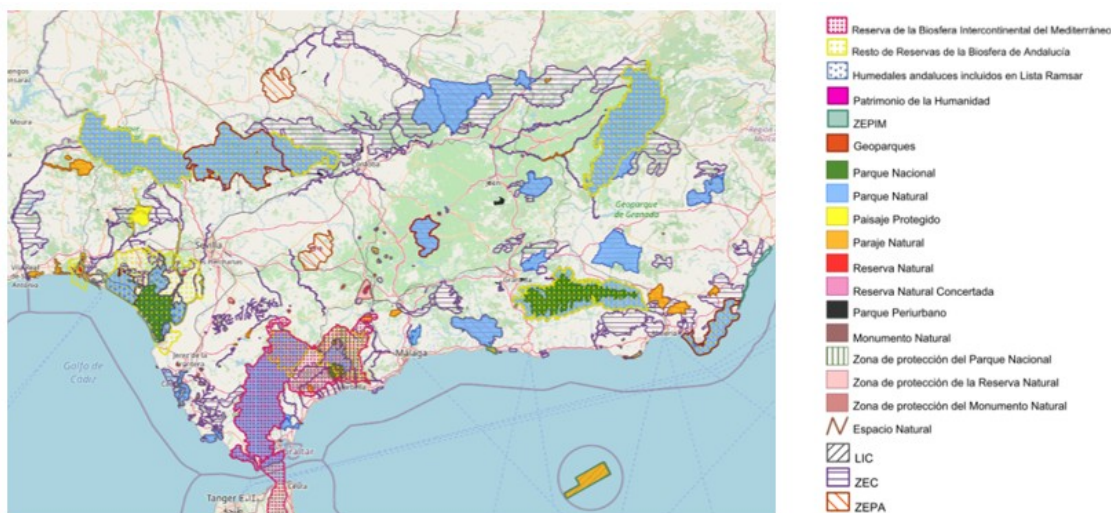 Moura
Sevilla
Golfo de
Cádiz
Jerez de la
Málaga
Geoparque
de Granada
Gibraltar
Ceuta
Tanger
Reserva de la Biosfera Intercontinental del Mediterráneo
Resto de Reservas de la Biosfera de Andalucía
Humedales andaluces incluidos en Lista Ramsar
Patrimonio de la Humanidad
ZEPIM
Geoparques
Parque Nacional
Parque Natural
Paisaje Protegido
Paraje Natural
Reserva Natural
Reserva Natural Concertada
Parque Periurbano
Monumento Natural
Zona de protección del Parque Nacional
Zona de protección de la Reserva Natural
Zona de protección del Monumento Natural
Espacio Natural
LIC
ZEC
ZEPA